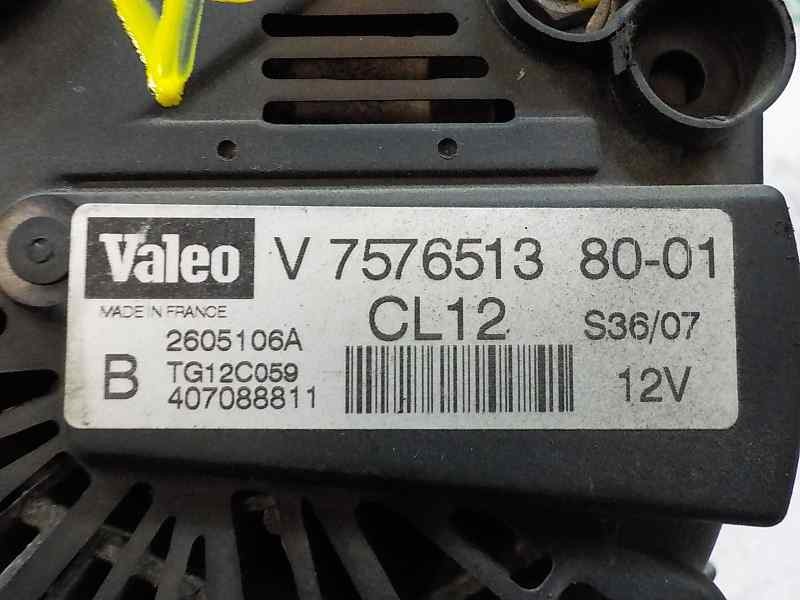 Valeo V 7576513 80-01
MADE IN FRANCE CL12 S36/07
2605106A
B TG12C059 12V
407088811